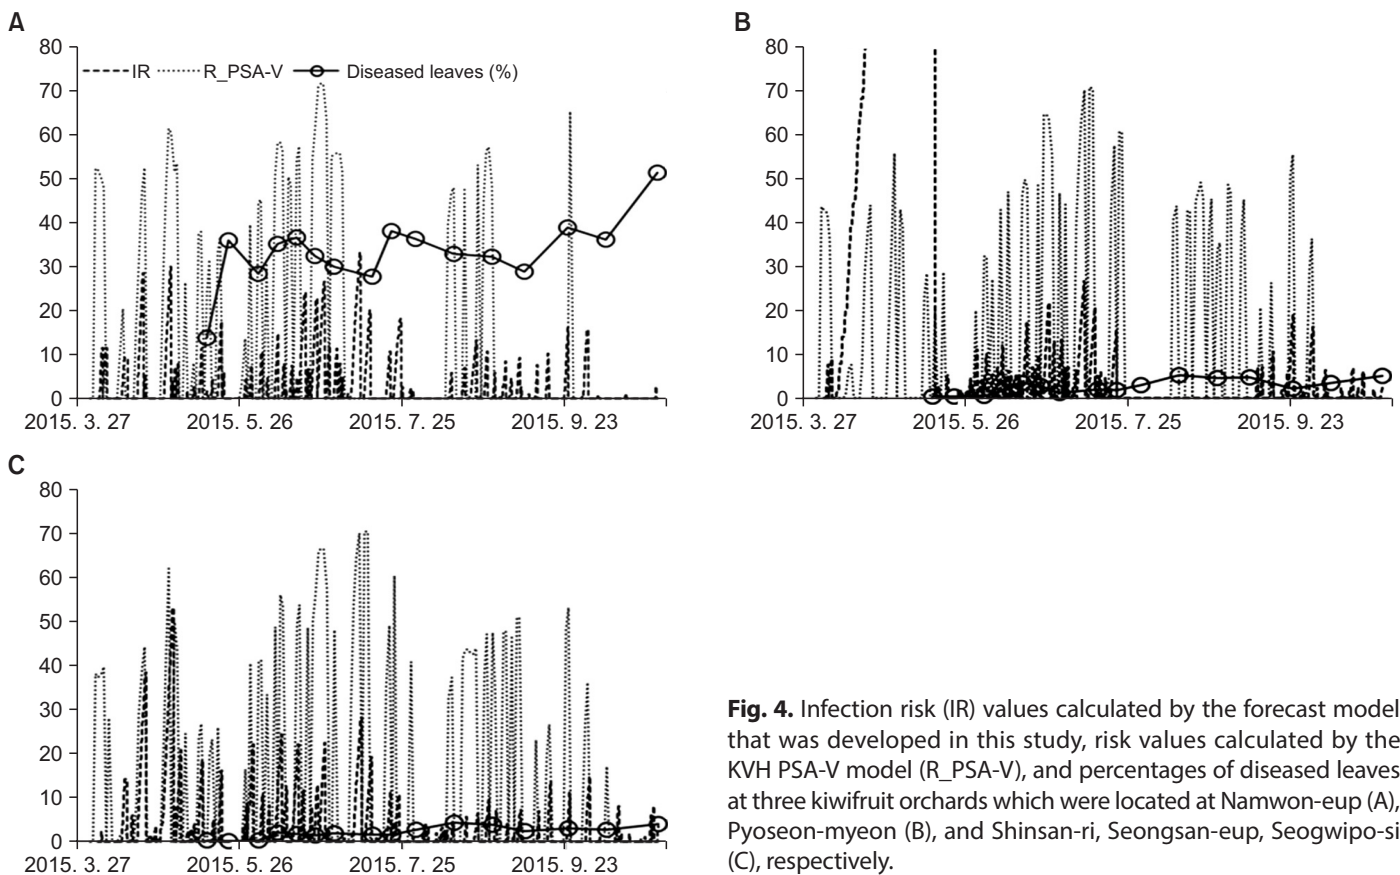 A
80
70
60
50
40
30
20
10
0
IR R_PSA-V Diseased leaves (%)
2015. 3. 27 2015. 5. 26 2015. 7. 25 2015. 9. 23
B
80
70
60
50
40
30
20
10
0
2015. 3. 27 2015. 5. 26 2015. 7. 25 2015. 9. 23
C
80
70
60
50
40
30
20
10
0
2015. 3. 27 2015. 5. 26 2015. 7. 25 2015. 9. 23
Fig. 4. Infection risk (IR) values calculated by the forecast model
that was developed in this study, risk values calculated by the
KVH PSA-V model (R_PSA-V), and percentages of diseased leaves
at three kiwifruit orchards which were located at Namwon-eup (A),
Pyoseon-myeon (B), and Shinsan-ri, Seongsan-eup, Seogwipo-si
(C), respectively.